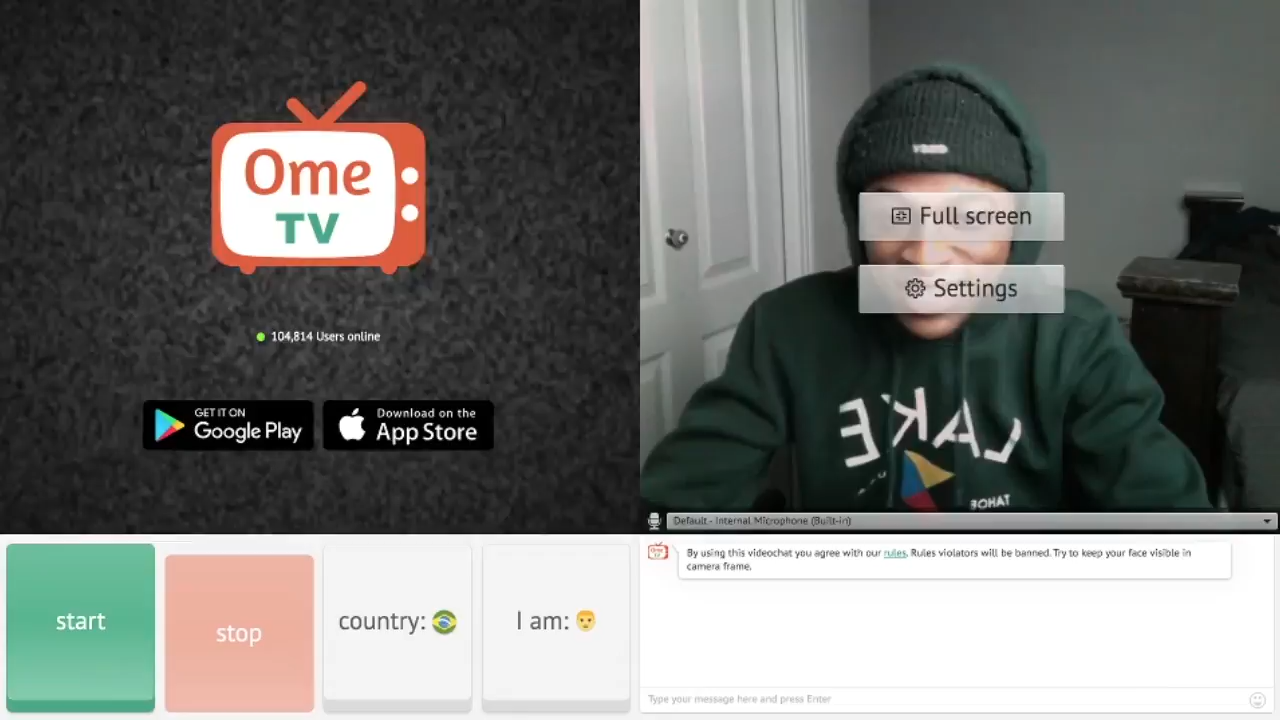 Ome
TV
104,814 Users online
GET IT ON
Google Play
Download on the
App Store
Full screen
Settings
LAKE
TAHOE
Default - Internal Microphone (Built-in)
start
stop
country:
I am:
By using this videochat you agree with our rules. Rules violators will be banned. Try to keep your face visible in
camera frame.
Type your message here and press Enter